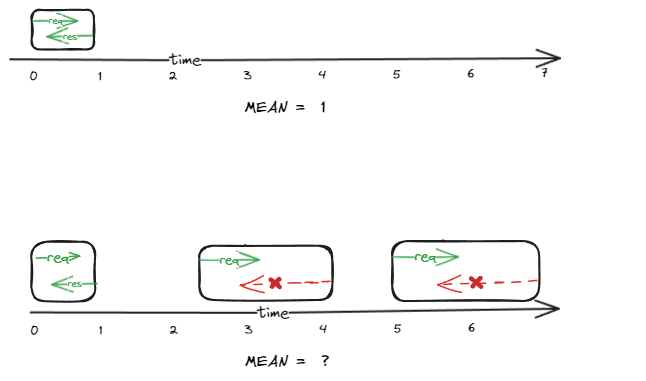 req
res
time
0 1 2 3 4 5 6 7
MEAN = 1
req req req
res
time
0 1 2 3 4 5 6
MEAN = ?